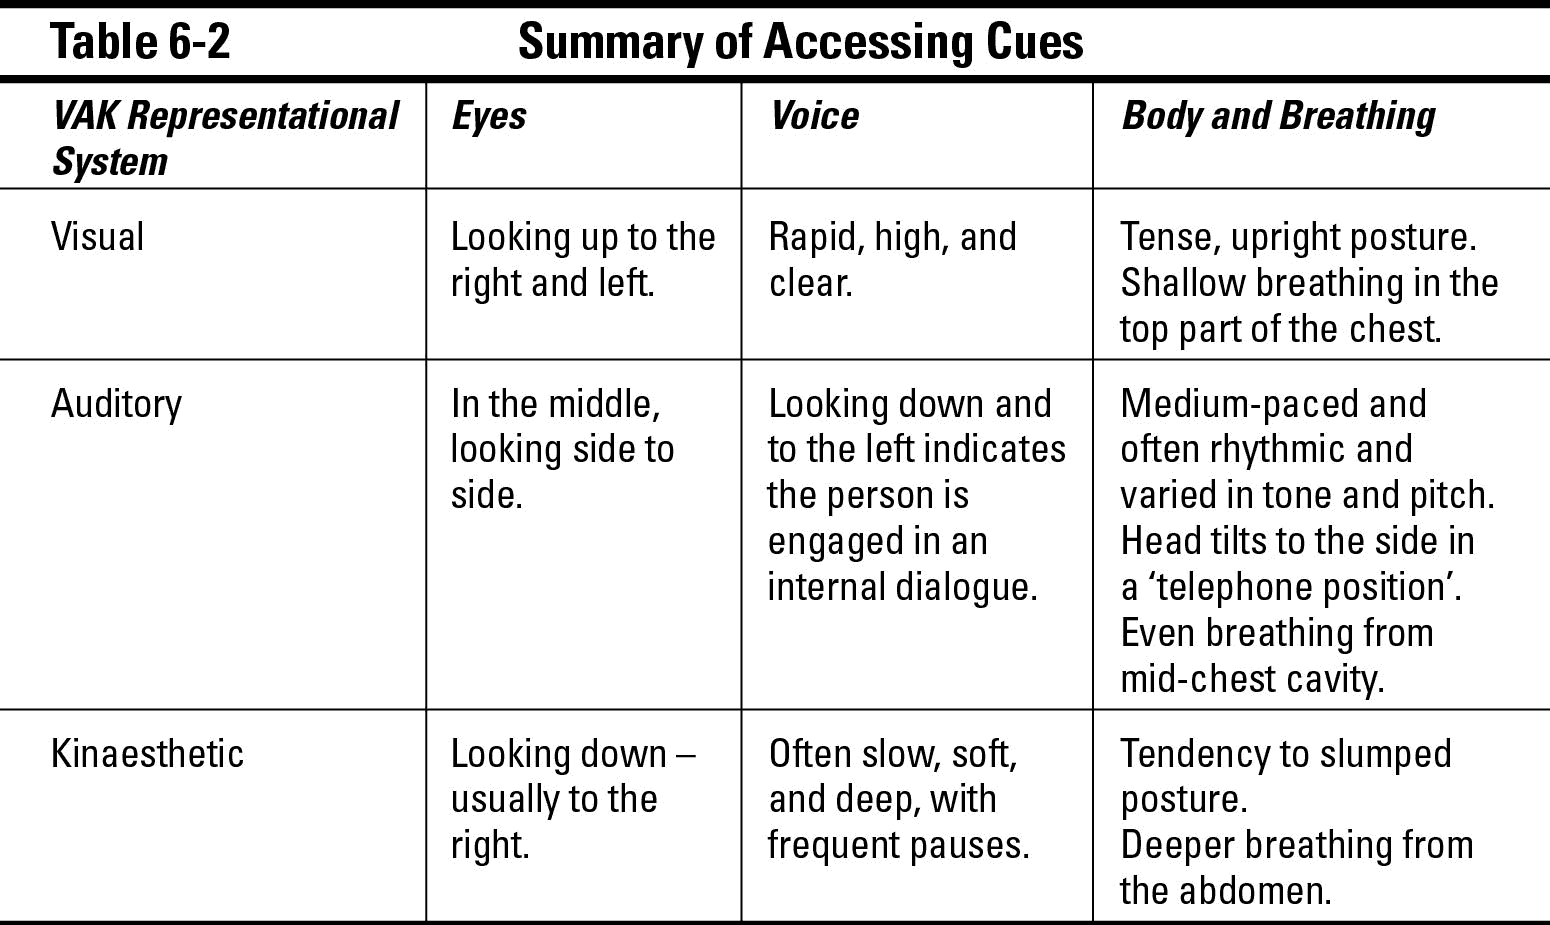 Table 6-2 Summary of Accessing Cues
VAK Representational
System
Eyes
Voice
Body and Breathing
Visual
Looking up to the
right and left.
Rapid, high, and
clear.
Tense, upright posture.
Shallow breathing in the
top part of the chest.
Auditory
In the middle,
looking side to
side.
Looking down and
to the left indicates
the person is
engaged in an
internal dialogue.
Medium-paced and
often rhythmic and
varied in tone and pitch.
Head tilts to the side in
a ‘telephone position’.
Even breathing from
mid-chest cavity.
Kinaesthetic
Looking down –
usually to the
right.
Often slow, soft,
and deep, with
frequent pauses.
Tendency to slumped
posture.
Deeper breathing from
the abdomen.